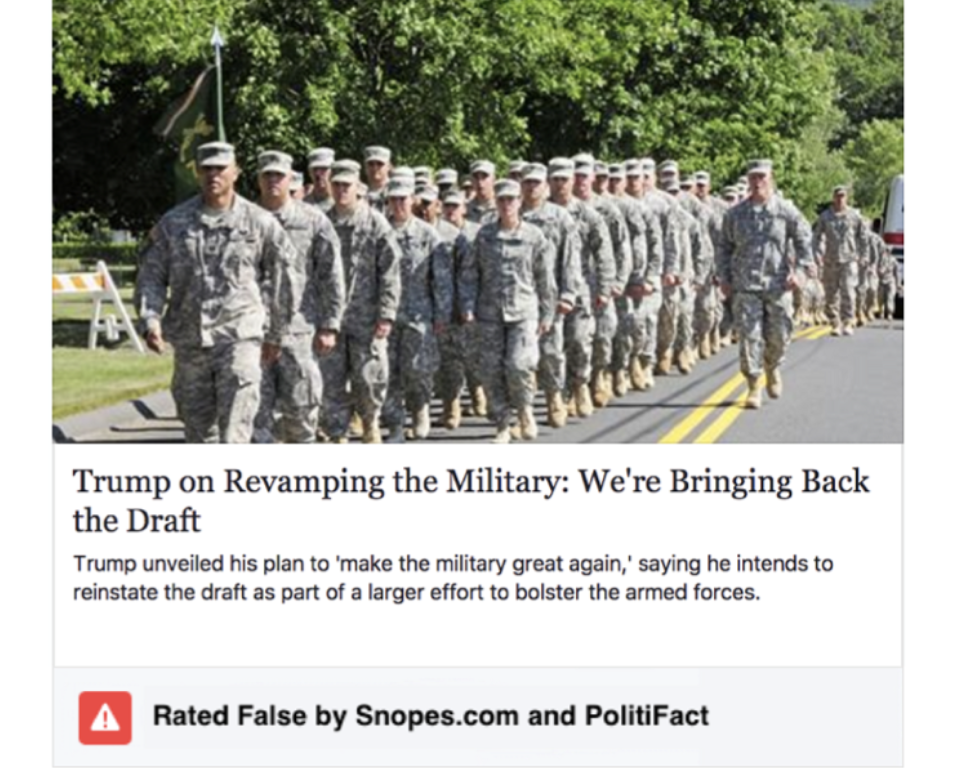 Trump on Revamping the Military: We're Bringing Back
the Draft
Trump unveiled his plan to 'make the military great again,' saying he intends to
reinstate the draft as part of a larger effort to bolster the armed forces.
Rated False by Snopes.com and PolitiFact